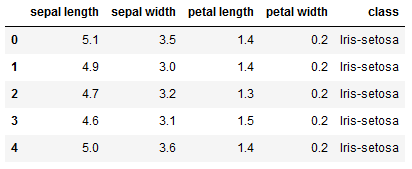 sepal length sepal width petal length petal width class
0 5.1 3.5 1.4 0.2 Iris-setosa
1 4.9 3.0 1.4 0.2 Iris-setosa
2 4.7 3.2 1.3 0.2 Iris-setosa
3 4.6 3.1 1.5 0.2 Iris-setosa
4 5.0 3.6 1.4 0.2 Iris-setosa